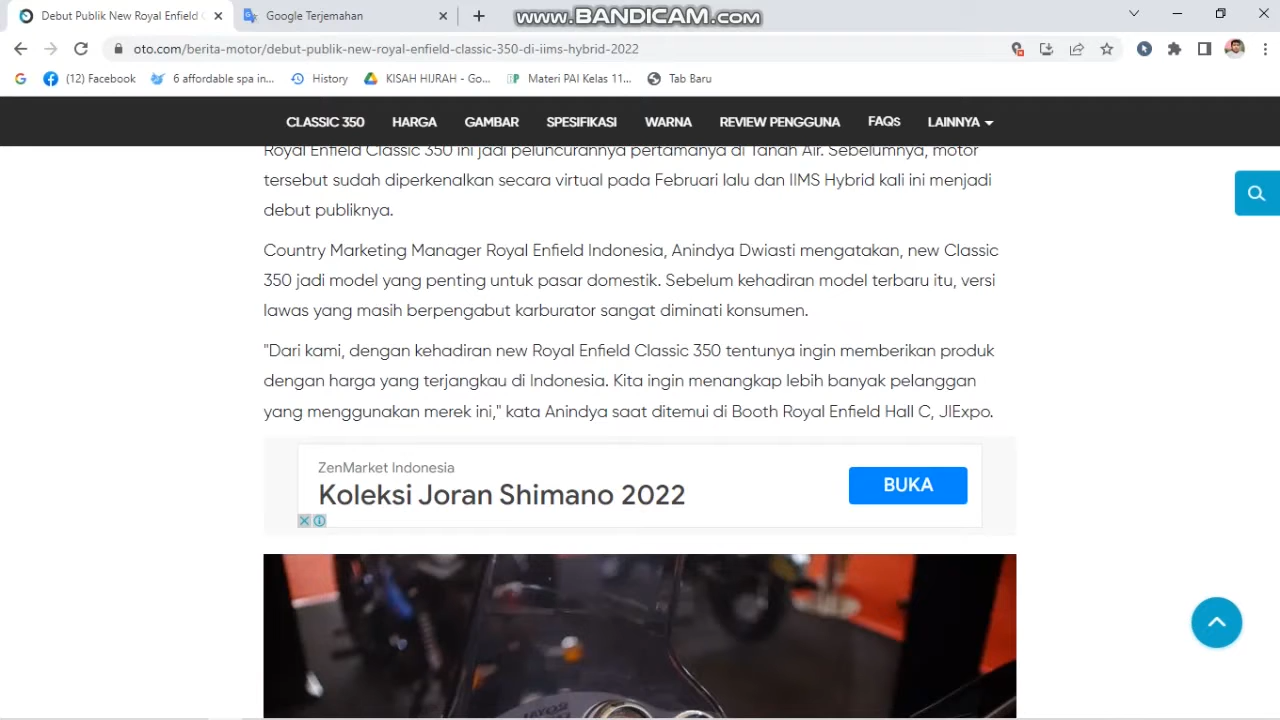 Debut Publik New Royal Enfield
Google Terjemahen
www.BANDICAM.com
oto.com/berita-motor/debut-publik-new-royal-enfield-classic-350-di-iims-hybrid-2022
(12) Facebook
6 affordable spa in...
History
KISAH HIJRAH - Go...
Materi PAI Kelas 11...
Tab Baru
CLASSIC 350
HARGA
GAMBAR
SPESIFIKASI
WARNA
REVIEW PENGGUNA
FAQs
LAINNYA
Royal Enfield Classic 350 ini jadi peluncurannya pertamanya di Tanah Air. Sebelumnya, motor
tersebut sudah diperkenalkan secara virtual pada Februari lalu dan IIMS Hybrid kali ini menjadi
debut publiknya.
Country Marketing Manager Royal Enfield Indonesia, Anindya Dwiasti mengatakan, new Classic
350 jadi model yang penting untuk pasar domestik. Sebelum kehadiran model terbaru itu, versi
lawas yang masih berpengabut karburator sangat diminati konsumen.
"Dari kami, dengan kehadiran new Royal Enfield Classic 350 tentunya ingin memberikan produk
dengan harga yang terjangkau di Indonesia. Kita ingin menangkap lebih banyak pelanggan
yang menggunakan merek ini," kata Anindya saat ditemui di Booth Royal Enfield Hall C, JIExpo.
ZenMarket Indonesia
Koleksi Joran Shimano 2022
BUKA